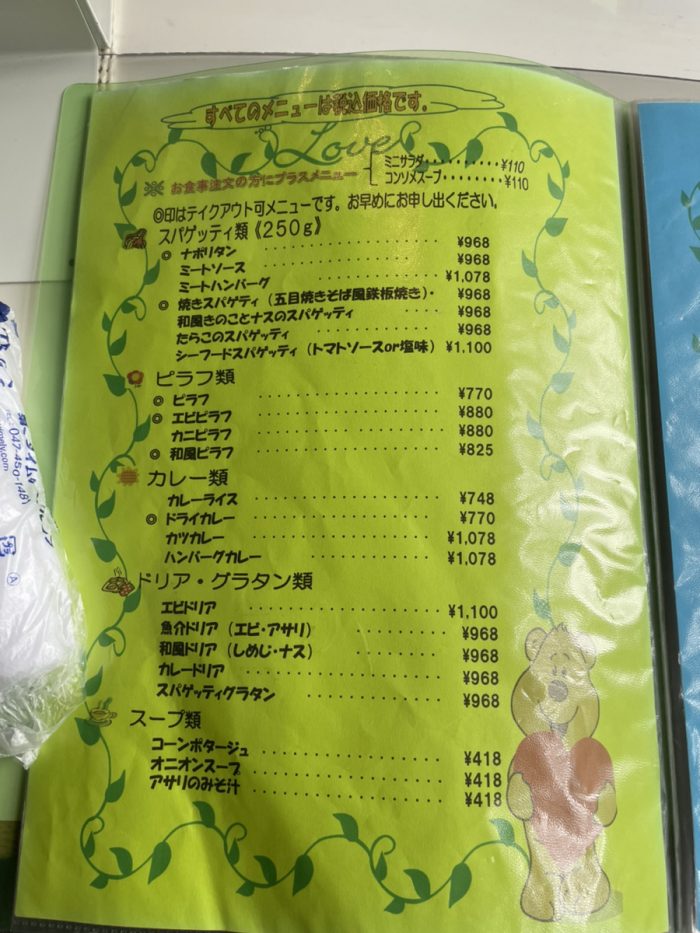 すべてのメニューは税込価格です。
Love
※ お食事注文の方にプラスメニュー
ミニサラダ・・・・・・・・・・¥110
コンソメスープ・・・・・・・・¥110
◎印はテイクアウト可メニューです。お早めにお申し出ください。
スパゲッティ類《250g》
◎ ナポリタン ¥968
ミートソース ¥968
ミートハンバーグ ¥1,078
◎ 焼きスパゲティ（五目焼きそば風鉄板焼き）・ ¥968
和風きのことナスのスパゲッティ ¥968
たらこのスパゲッティ ¥968
シーフードスパゲッティ（トマトソースor塩味） ¥1,100
ピラフ類
◎ ピラフ ¥770
◎ エビピラフ ¥880
カニピラフ ¥880
◎ 和風ピラフ ¥825
カレー類
カレーライス ¥748
◎ ドライカレー ¥770
カツカレー ¥1,078
ハンバーグカレー ¥1,078
ドリア・グラタン類
エビドリア ¥1,100
魚介ドリア（エビ・アサリ） ¥968
和風ドリア（しめじ・ナス） ¥968
カレードリア ¥968
スパゲッティグラタン ¥968
スープ類
コーンポタージュ ¥418
オニオンスープ ¥418
アサリのみそ汁 ¥418